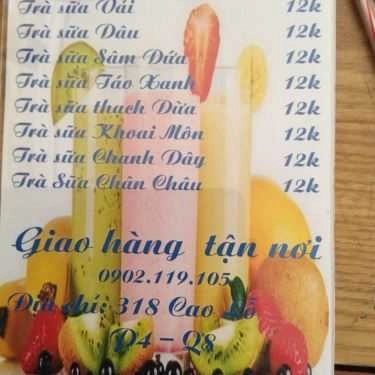 Trà sữa Vải 12k
Trà sữa Dâu 12k
Trà sữa Sâm Dứa 12k
Trà sữa Táo Xanh 12k
Trà sữa thạch Dừa 12k
Trà sữa Khoai Môn 12k
Trà sữa Chanh Dây 12k
Trà Sữa Chân Châu 12k
Giao hàng tận nơi
0902.119.105
Địa chỉ: 318 Cao Lỗ
P4 – Q8